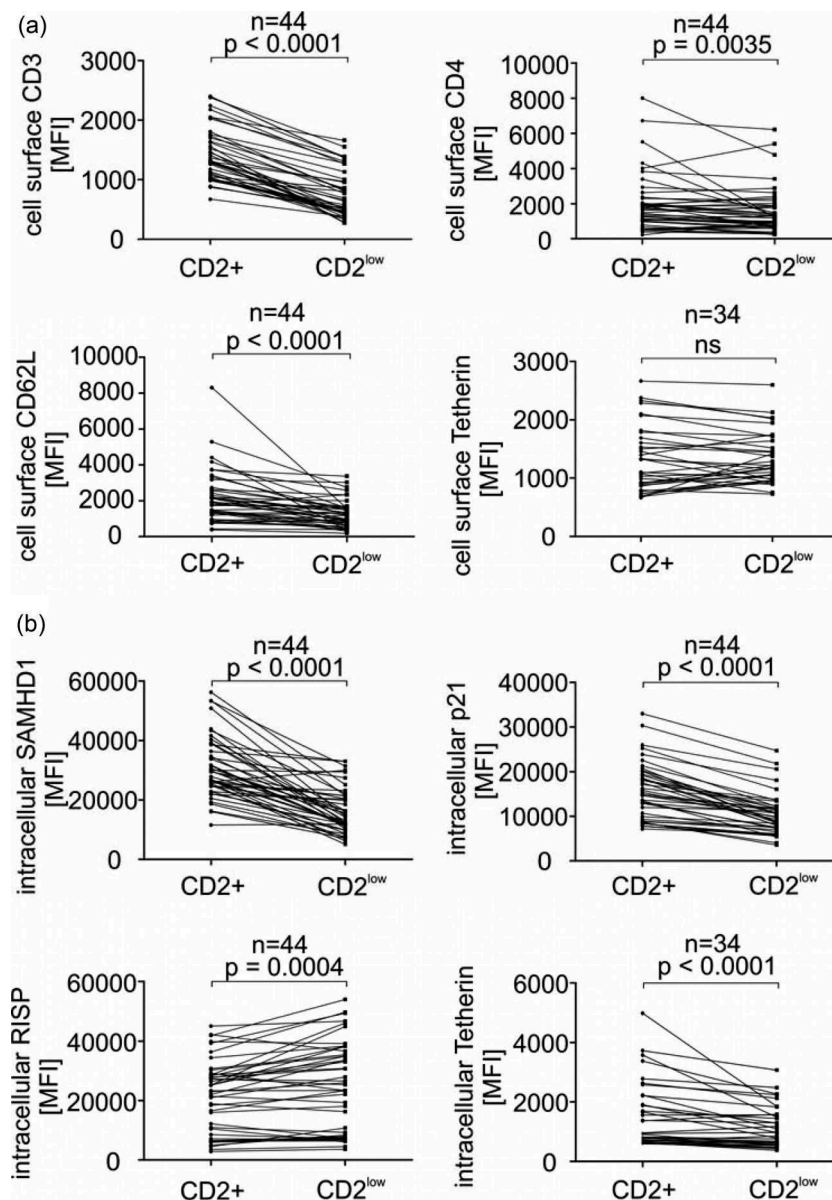 (a)
n=44
p < 0.0001
cell surface CD3
[MFI]
3000
2000
1000
0
CD2+
CD2low
n=44
p = 0.0035
cell surface CD4
[MFI]
10000
8000
6000
4000
2000
0
CD2+
CD2low
n=44
p < 0.0001
cell surface CD62L
[MFI]
10000
8000
6000
4000
2000
0
CD2+
CD2low
n=34
ns
cell surface Tetherin
[MFI]
3000
2000
1000
0
CD2+
CD2low
(b)
n=44
p < 0.0001
intracellular SAMHD1
[MFI]
60000
40000
20000
0
CD2+
CD2low
n=44
p < 0.0001
intracellular p21
[MFI]
40000
30000
20000
10000
0
CD2+
CD2low
n=44
p = 0.0004
intracellular RISP
[MFI]
60000
40000
20000
0
CD2+
CD2low
n=34
p < 0.0001
intracellular Tetherin
[MFI]
6000
4000
2000
0
CD2+
CD2low